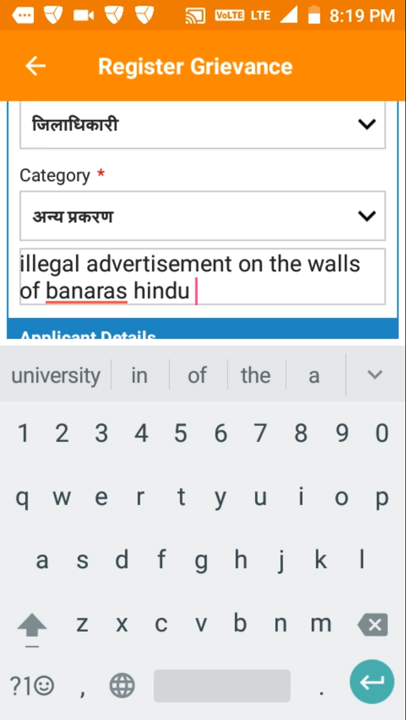 VoLTE LTE 8:19 PM
Register Grievance
जिलाधिकारी
Category *
अन्य प्रकरण
illegal advertisement on the walls
of banaras hindu
Applicant Details
university in of the a
1 2 3 4 5 6 7 8 9 0
q w e r t y u i o p
a s d f g h j k l
z x c v b n m
?1☺ , .